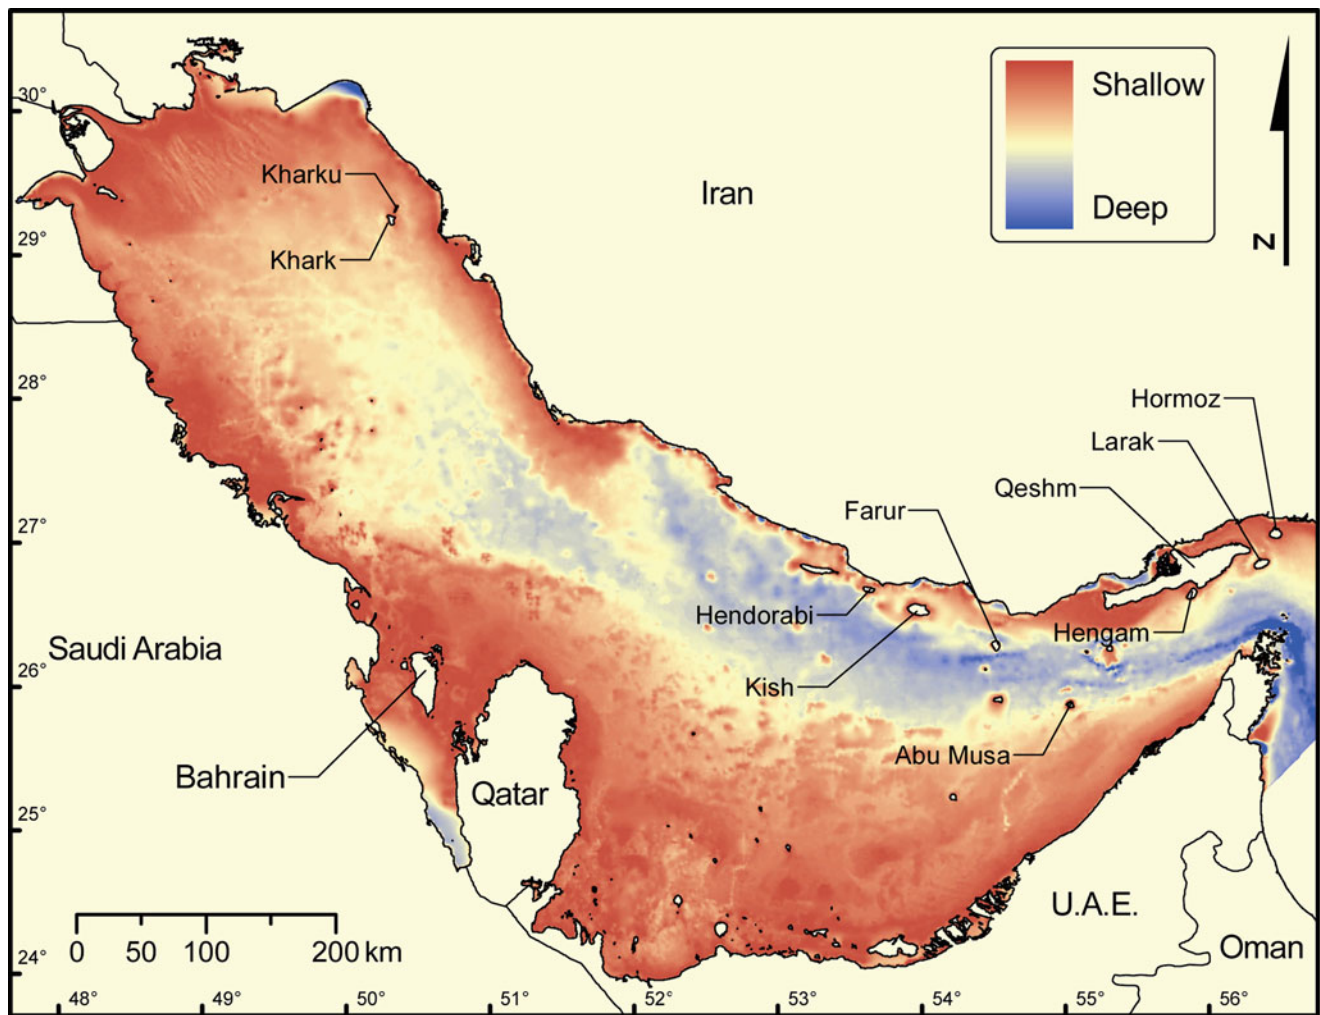 Shallow
Deep
N
30°
29°
28°
27°
26°
25°
24°
Kharku
Khark
Iran
Hormoz
Larak
Qeshm
Farur
Hendorabi
Hengam
Kish
Abu Musa
Saudi Arabia
Bahrain
Qatar
U.A.E.
Oman
0 50 100 200 km
48° 49° 50° 51° 52° 53° 54° 55° 56°